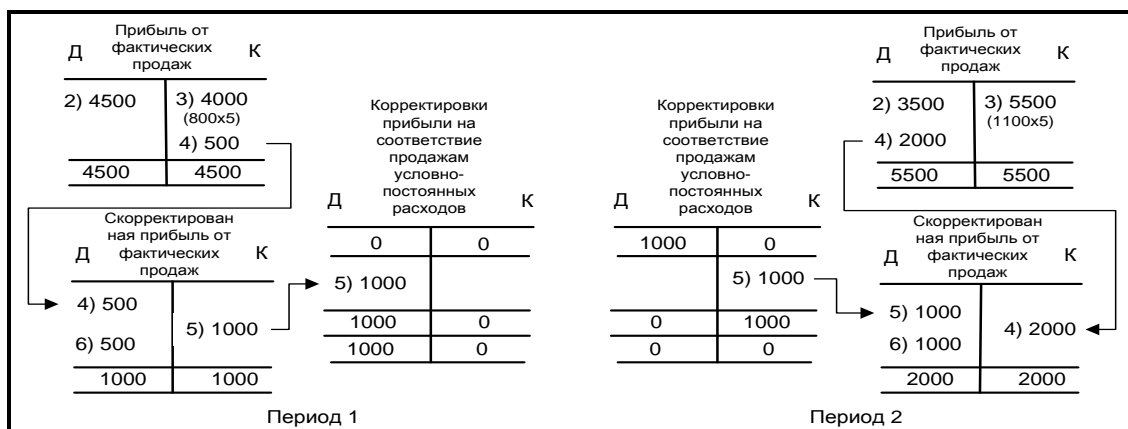 Прибыль от
фактических
продаж
Д
К
2) 4500
3) 4000
(800х5)
4) 500
4500
4500
Скорректирован
ная прибыль от
фактических
продаж
Д
К
4) 500
5) 1000
6) 500
1000
1000
Корректировки
прибыли на
соответствие
продажам
условно-
постоянных
расходов
Д
К
0
0
5) 1000
1000
0
1000
0
Период 1
Корректировки
прибыли на
соответствие
продажам
условно-
постоянных
расходов
Д
К
1000
0
5) 1000
0
1000
0
0
Прибыль от
фактических
продаж
Д
К
2) 3500
3) 5500
(1100х5)
4) 2000
5500
5500
Скорректирован
ная прибыль от
фактических
продаж
Д
К
5) 1000
4) 2000
6) 1000
2000
2000
Период 2